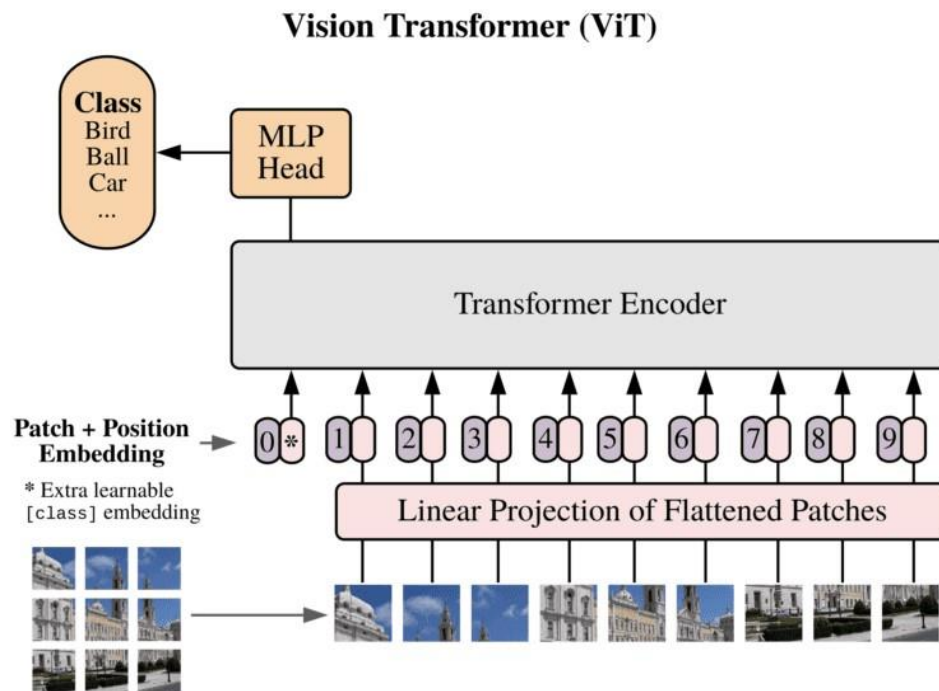 Vision Transformer (ViT)
Class
Bird
Ball
Car
...
MLP
Head
Transformer Encoder
Patch + Position
Embedding
0 * 1 2 3 4 5 6 7 8 9
* Extra learnable
[class] embedding
Linear Projection of Flattened Patches